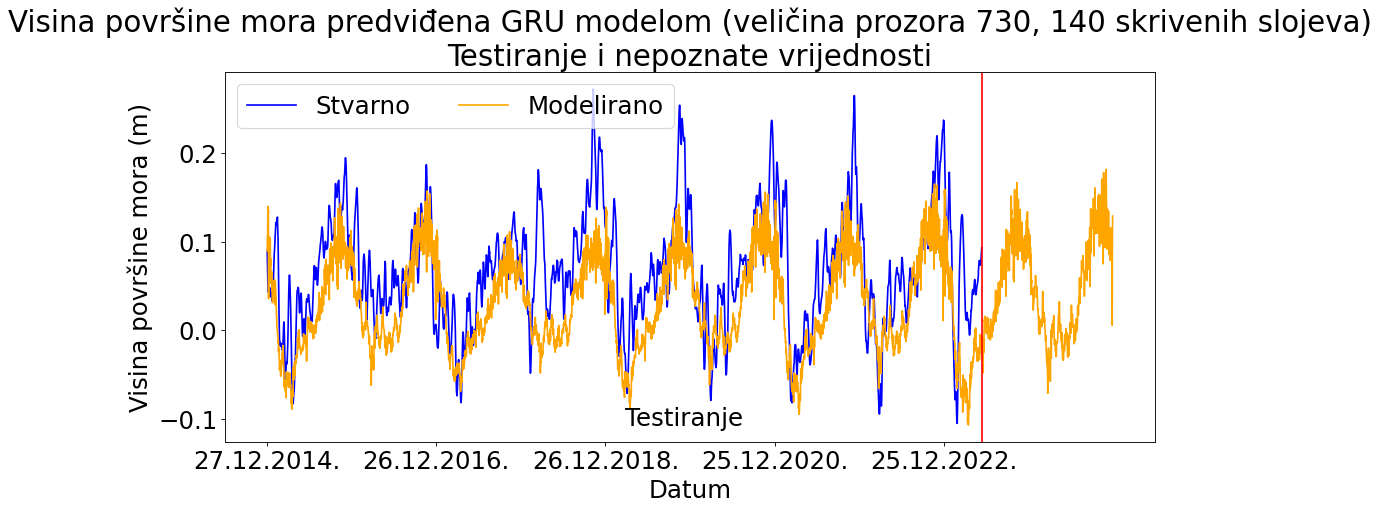 Visina površine mora predviđena GRU modelom (veličina prozora 730, 140 skrivenih slojeva)
Testiranje i nepoznate vrijednosti
Stvarno Modelirano
Visina površine mora (m)
0.2
0.1
0.0
−0.1
Testiranje
27.12.2014. 26.12.2016. 26.12.2018. 25.12.2020. 25.12.2022.
Datum